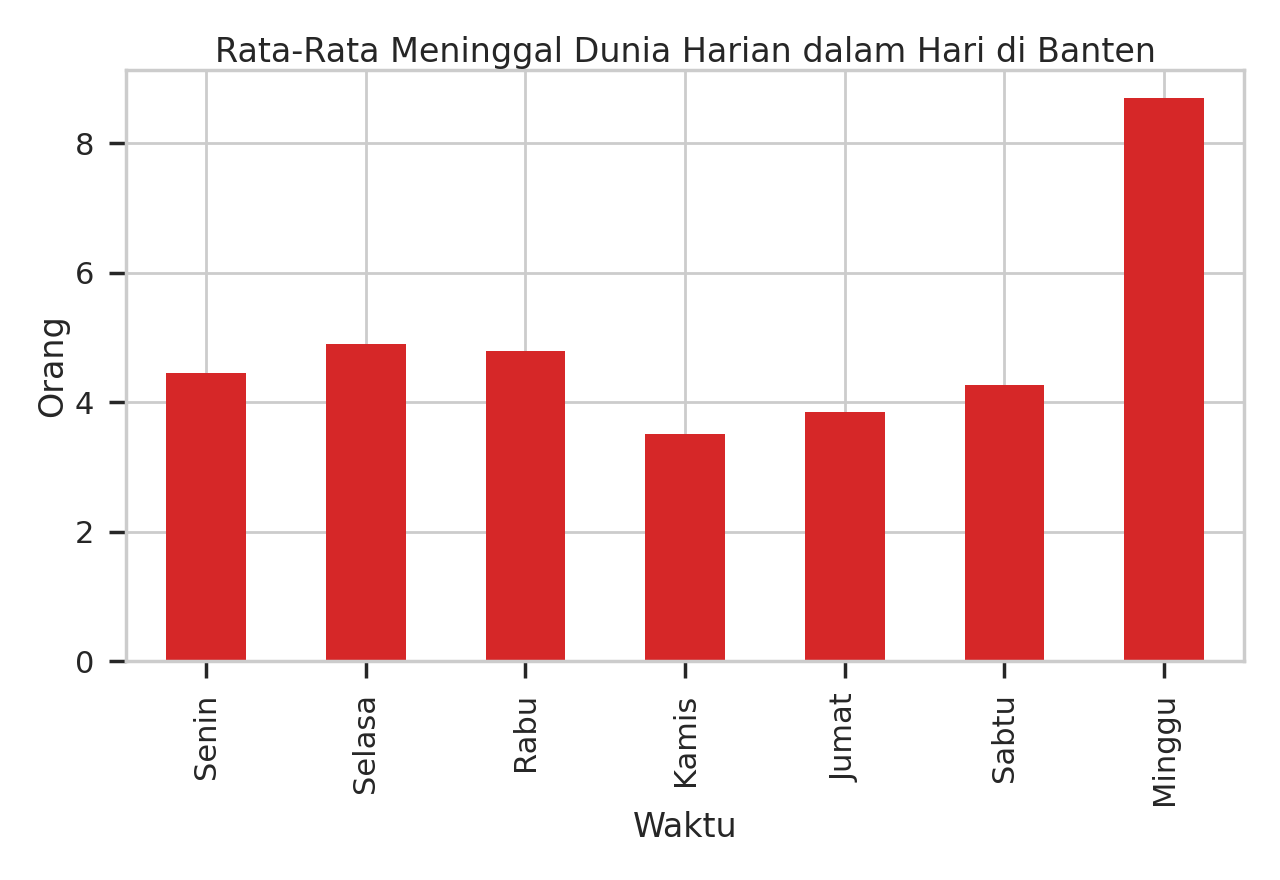 Rata-Rata Meninggal Dunia Harian dalam Hari di Banten
8
6
4
2
0
Orang
Senin
Selasa
Rabu
Kamis
Jumat
Sabtu
Minggu
Waktu